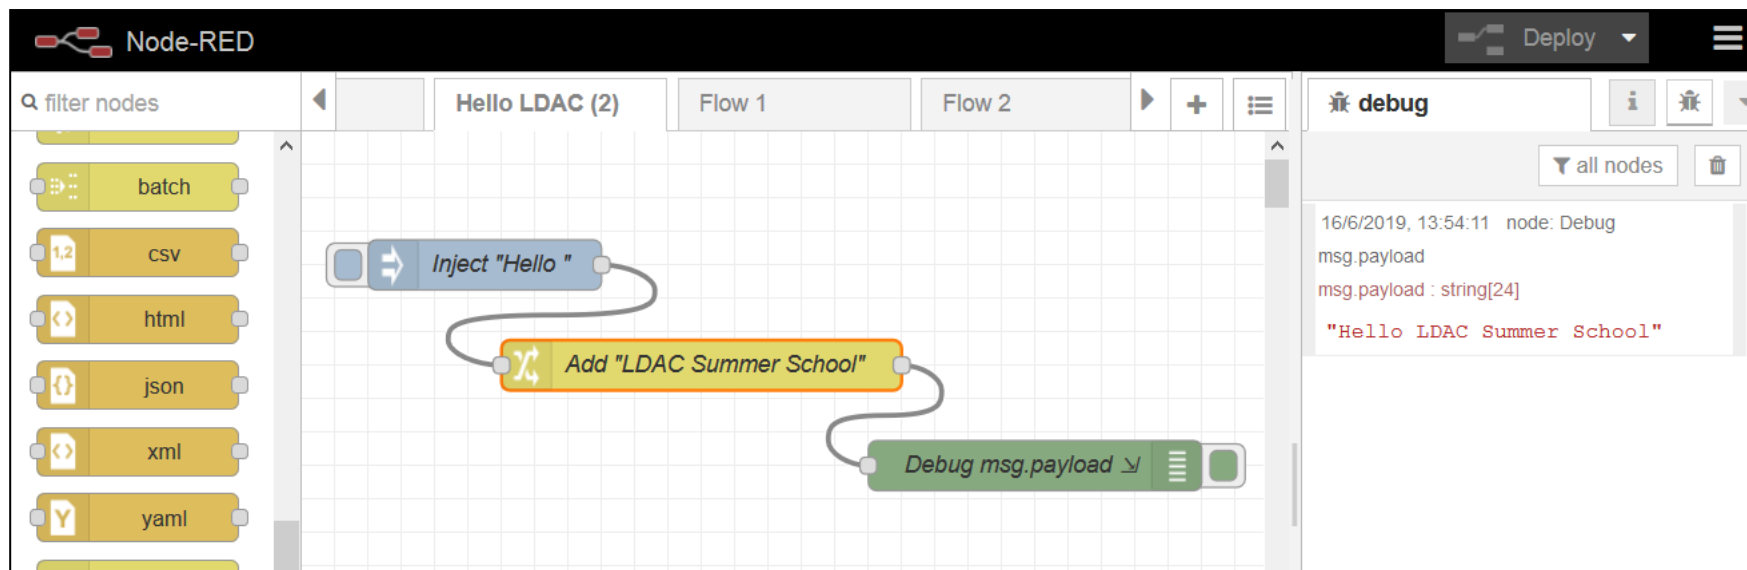 Node-RED
Deploy
filter nodes
Hello LDAC (2)
Flow 1
Flow 2
debug
i
all nodes
batch
1,2
csv
html
json
xml
Y
yaml
Inject "Hello "
Add "LDAC Summer School"
Debug msg.payload
16/6/2019, 13:54:11 node: Debug
msg.payload
msg.payload : string[24]
"Hello LDAC Summer School"